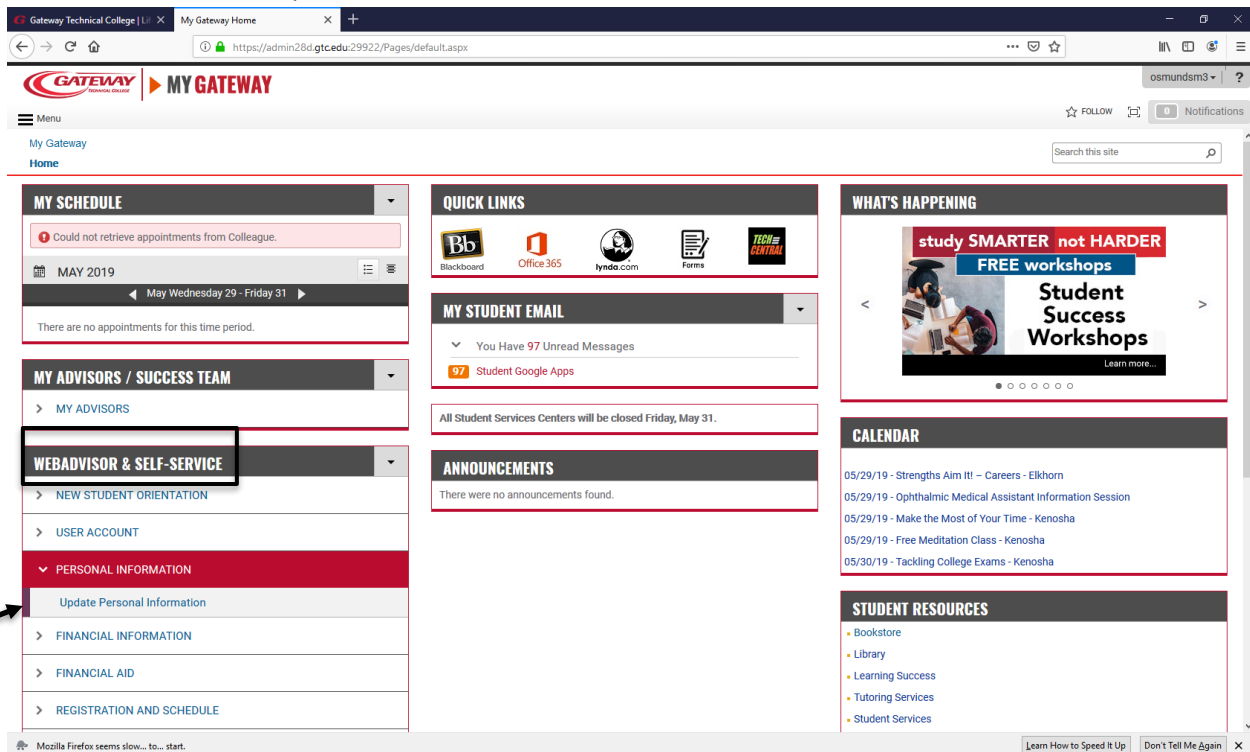 Gateway Technical College | Lif
My Gateway Home
https://admin28d.gtc.edu:29922/Pages/default.aspx
GATEWAY
TECHNICAL COLLEGE
MY GATEWAY
osmundsm3
?
Menu
FOLLOW
0 Notifications
My Gateway
Home
Search this site
MY SCHEDULE
Could not retrieve appointments from Colleague.
MAY 2019
May Wednesday 29 - Friday 31
There are no appointments for this time period.
MY ADVISORS / SUCCESS TEAM
MY ADVISORS
WEBADVISOR & SELF-SERVICE
NEW STUDENT ORIENTATION
USER ACCOUNT
PERSONAL INFORMATION
Update Personal Information
FINANCIAL INFORMATION
FINANCIAL AID
REGISTRATION AND SCHEDULE
QUICK LINKS
Bb
Blackboard
Office 365
lynda.com
Forms
TECH
CENTRAL
MY STUDENT EMAIL
You Have 97 Unread Messages
97 Student Google Apps
All Student Services Centers will be closed Friday, May 31.
ANNOUNCEMENTS
There were no announcements found.
WHAT'S HAPPENING
study SMARTER not HARDER
FREE workshops
Student
Success
Workshops
Learn more...
< >
CALENDAR
05/29/19 - Strengths Aim It! – Careers - Elkhorn
05/29/19 - Ophthalmic Medical Assistant Information Session
05/29/19 - Make the Most of Your Time - Kenosha
05/29/19 - Free Meditation Class - Kenosha
05/30/19 - Tackling College Exams - Kenosha
STUDENT RESOURCES
Bookstore
Library
Learning Success
Tutoring Services
Student Services
Mozilla Firefox seems slow... to... start.
Learn How to Speed It Up
Don't Tell Me Again